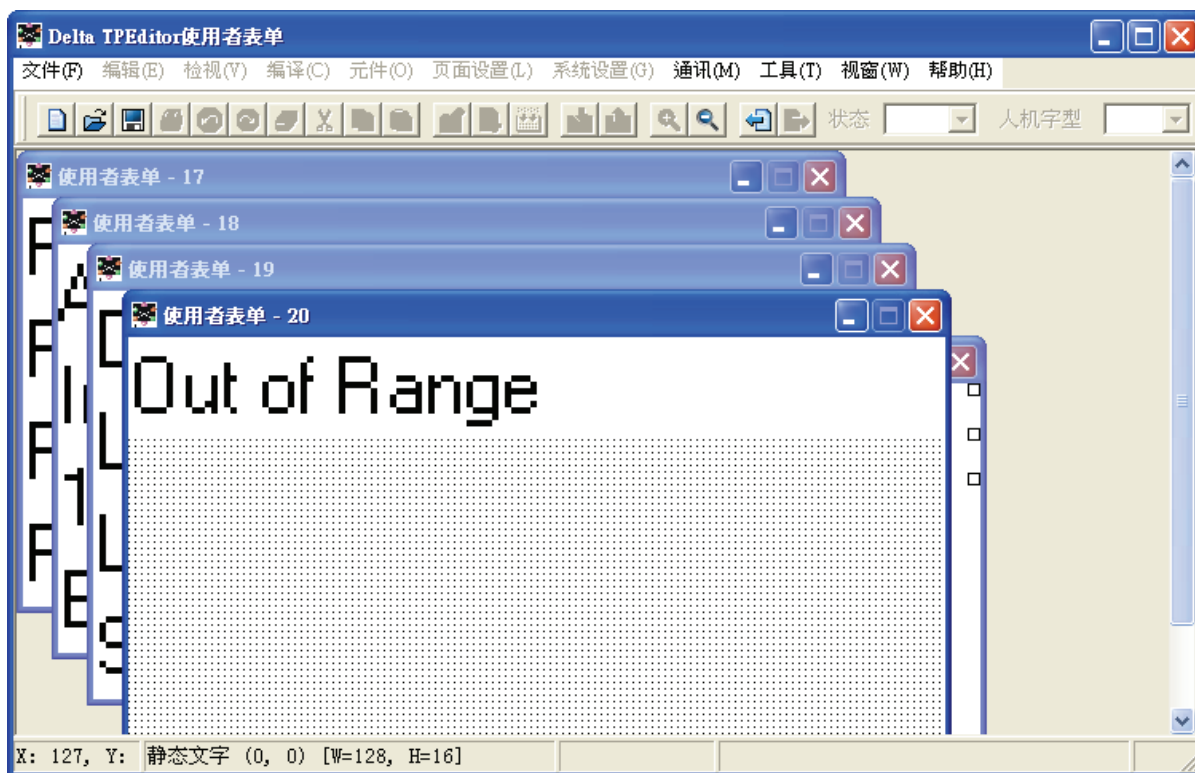 Delta TPEditor使用者表单
文件(F) 编辑(E) 检视(V) 编译(C) 元件(O) 页面设置(L) 系统设置(G) 通讯(M) 工具(T) 视窗(W) 帮助(H)
状态 人机字型
使用者表单 - 17
使用者表单 - 18
使用者表单 - 19
使用者表单 - 20
Out of Range
X: 127, Y: 静态文字 (0, 0) [W=128, H=16]